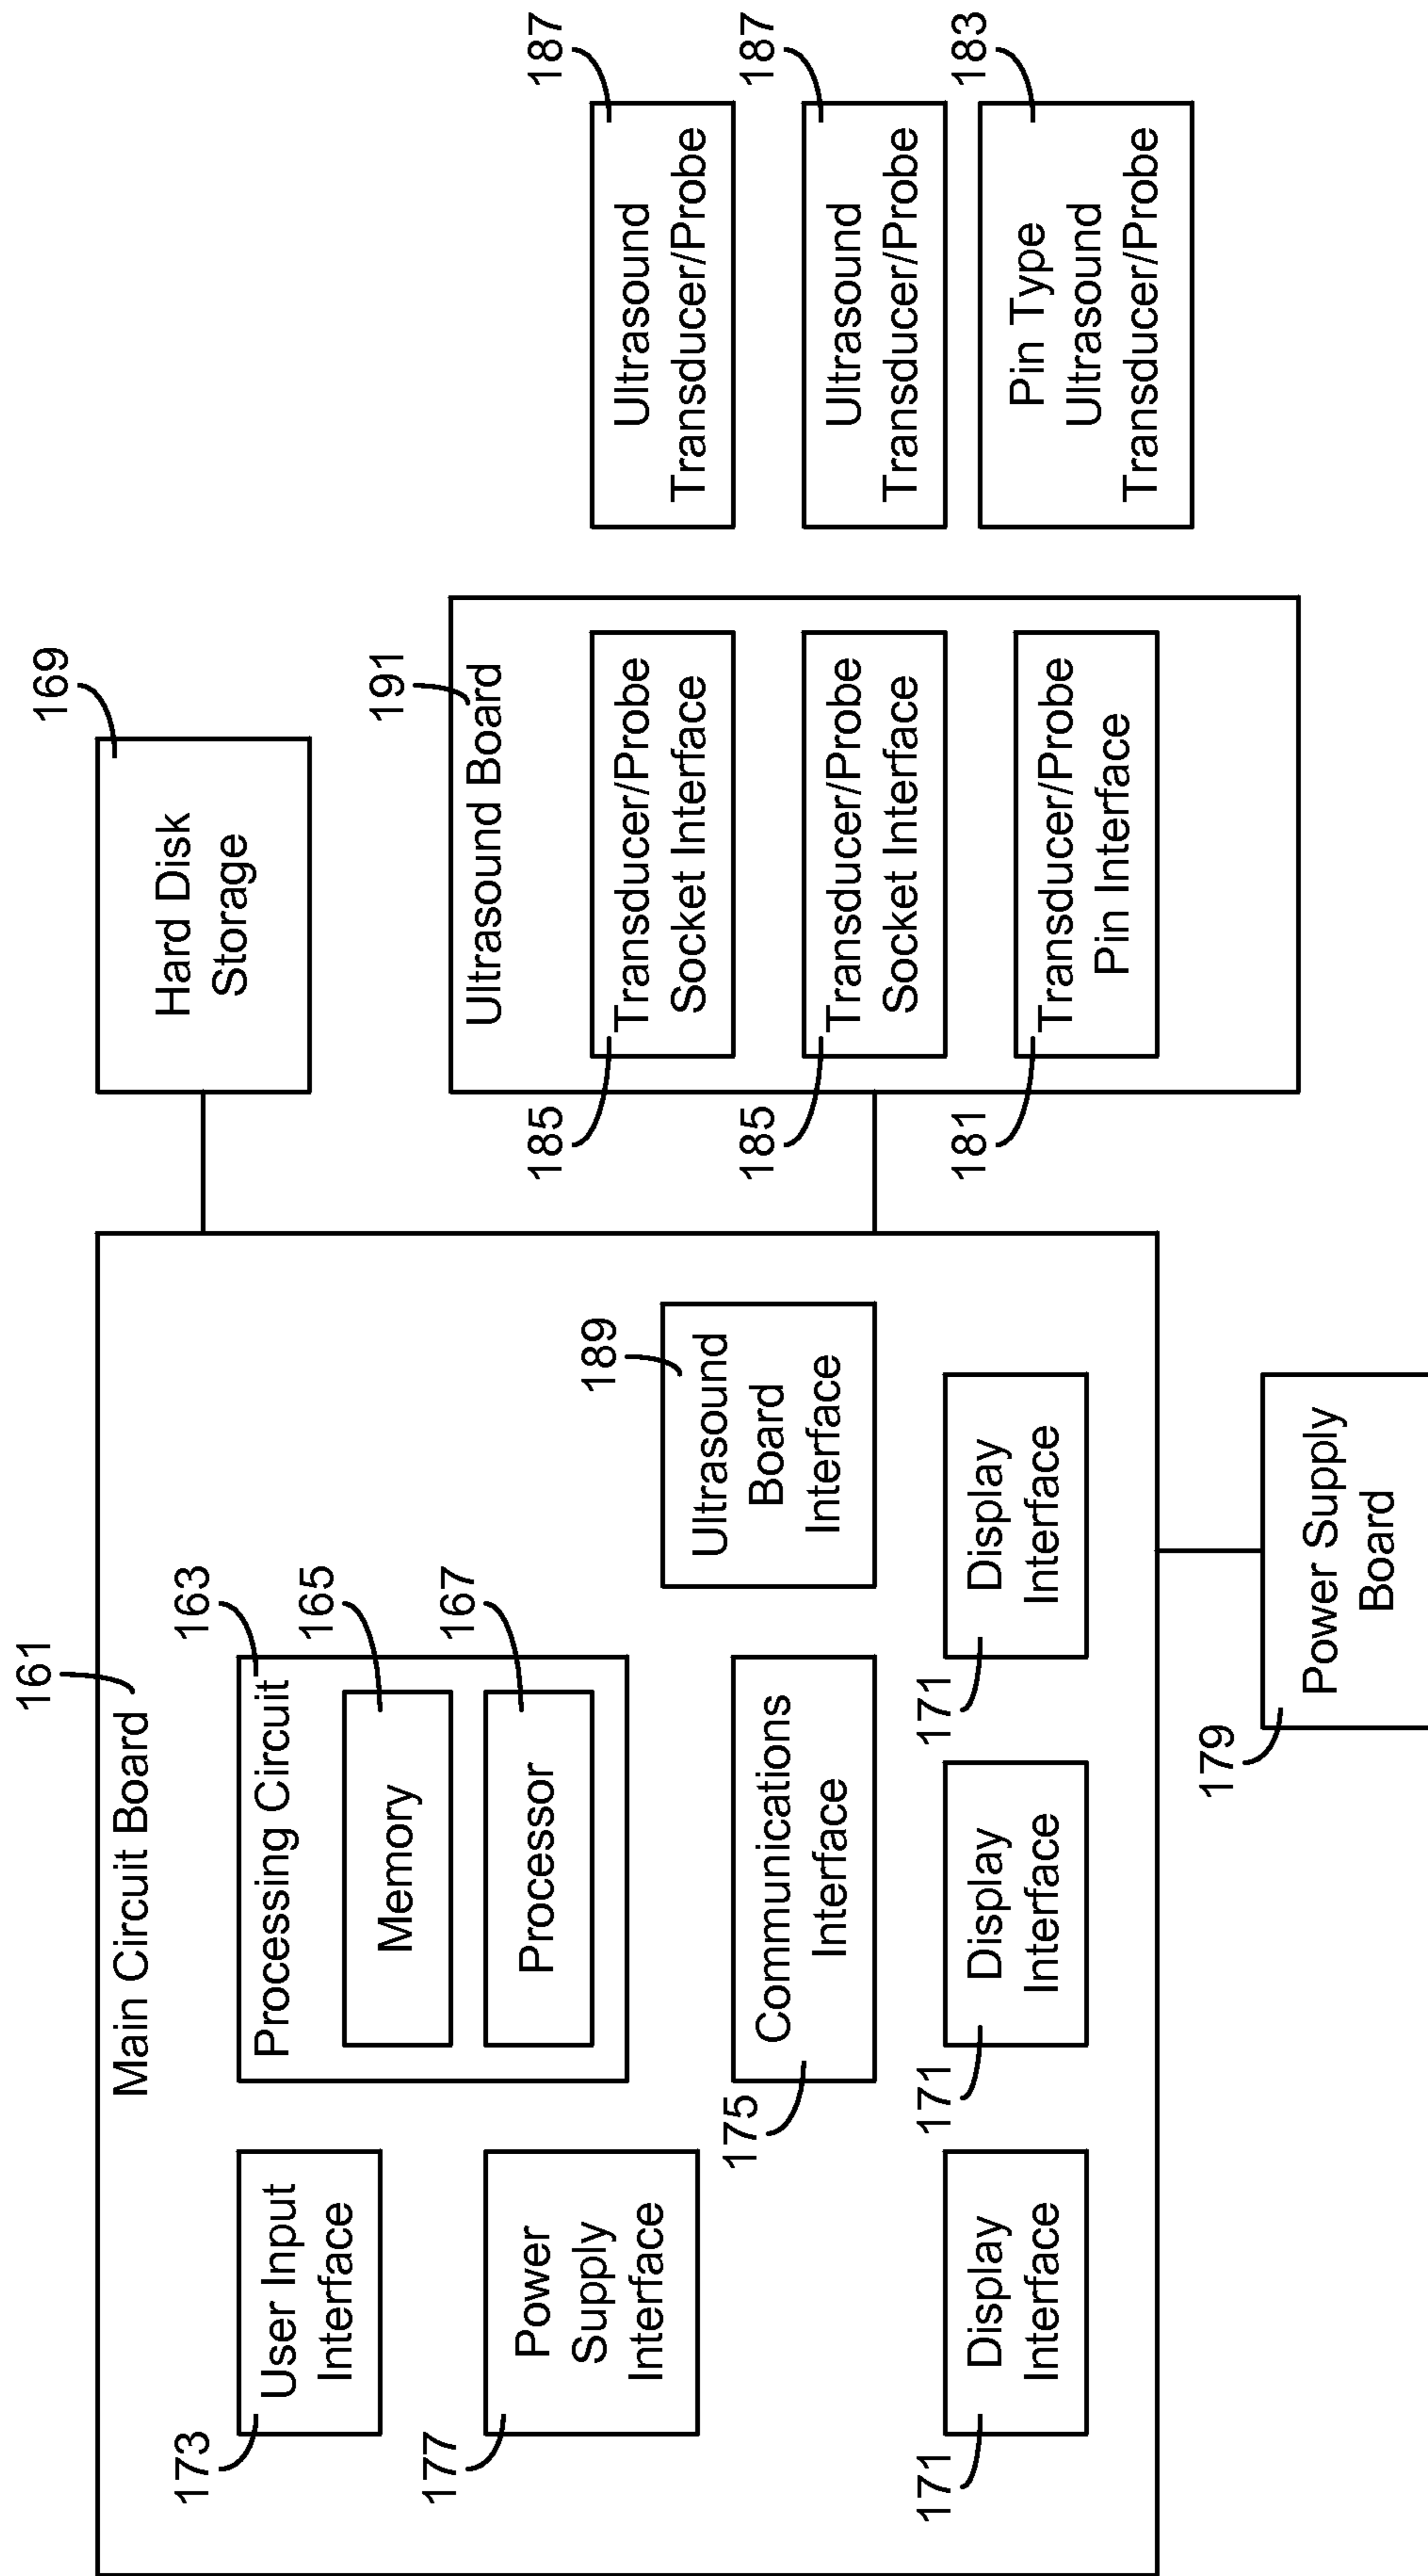 161
Main Circuit Board
173
User Input
Interface
177
Power
Supply
Interface
Processing Circuit
163
Memory
165
Processor
167
175
Communications
Interface
189
Ultrasound
Board
Interface
171
Display
Interface
171
Display
Interface
171
Display
Interface
179
Power Supply
Board
169
Hard Disk
Storage
191
Ultrasound Board
185
Transducer/Probe
Socket Interface
185
Transducer/Probe
Socket Interface
181
Transducer/Probe
Pin Interface
187
Ultrasound
Transducer/Probe
187
Ultrasound
Transducer/Probe
183
Pin Type
Ultrasound
Transducer/Probe